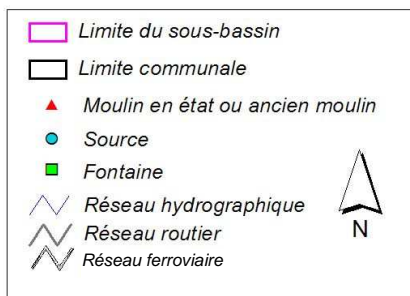 Limite du sous-bassin
Limite communale
Moulin en état ou ancien moulin
Source
Fontaine
Réseau hydrographique
Réseau routier
Réseau ferroviaire
N